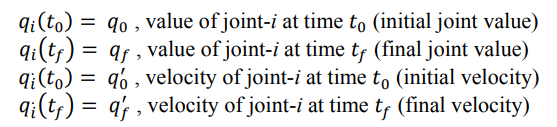 qᵢ(t₀) = q₀ , value of joint-i at time t₀ (initial joint value)
qᵢ(t_f) = q_f , value of joint-i at time t_f (final joint value)
qᵢ(t₀) = q₀′ , velocity of joint-i at time t₀ (initial velocity)
qᵢ(t_f) = q_f′ , velocity of joint-i at time t_f (final velocity)